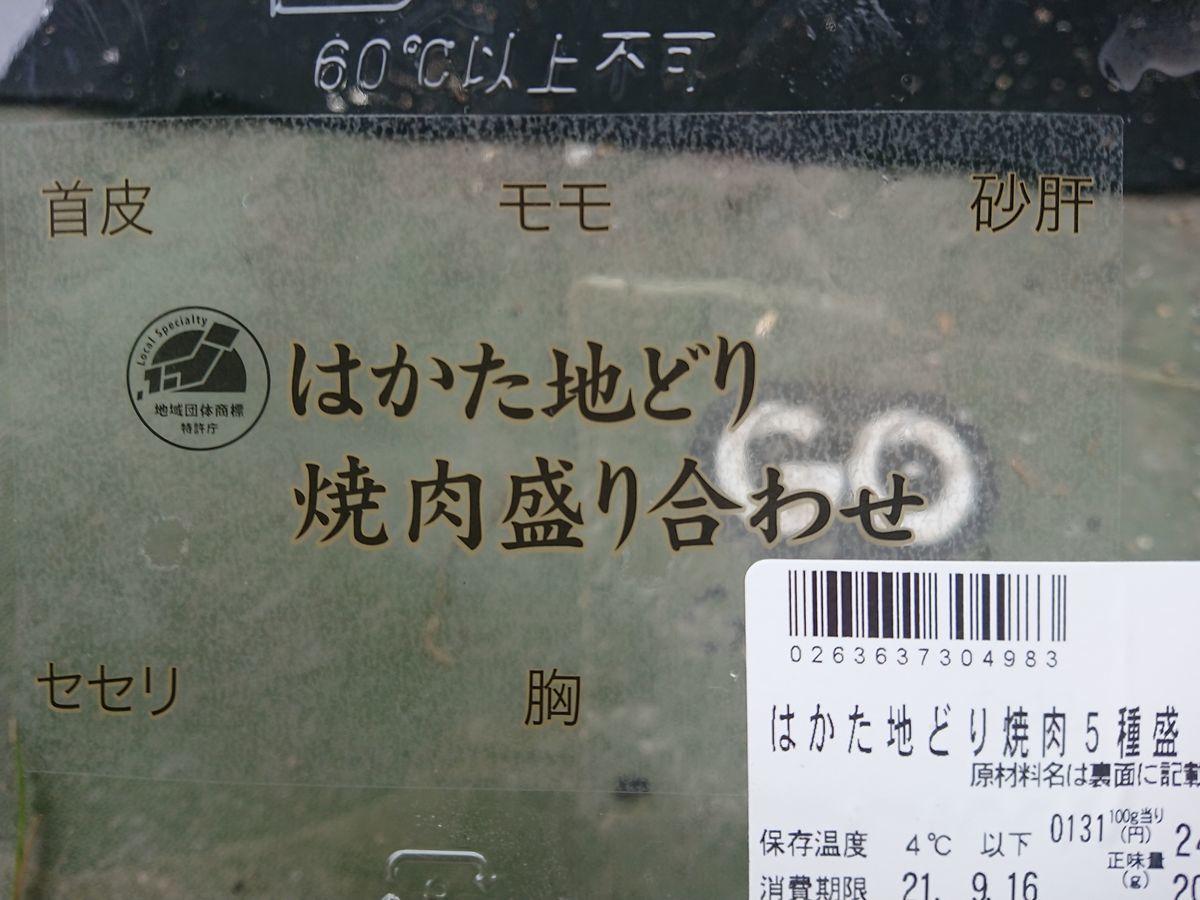 60℃以上不可
首皮 モモ 砂肝
Local Specialty
地域団体商標
特許庁
はかた地どり
焼肉盛り合わせ
GO
セセリ 胸
0263637304983
はかた地どり焼肉5種盛
原材料名は裏面に記載
保存温度 4℃ 以下 0131 100g当り(円) 24
消費期限 21. 9.16 正味量(g) 20